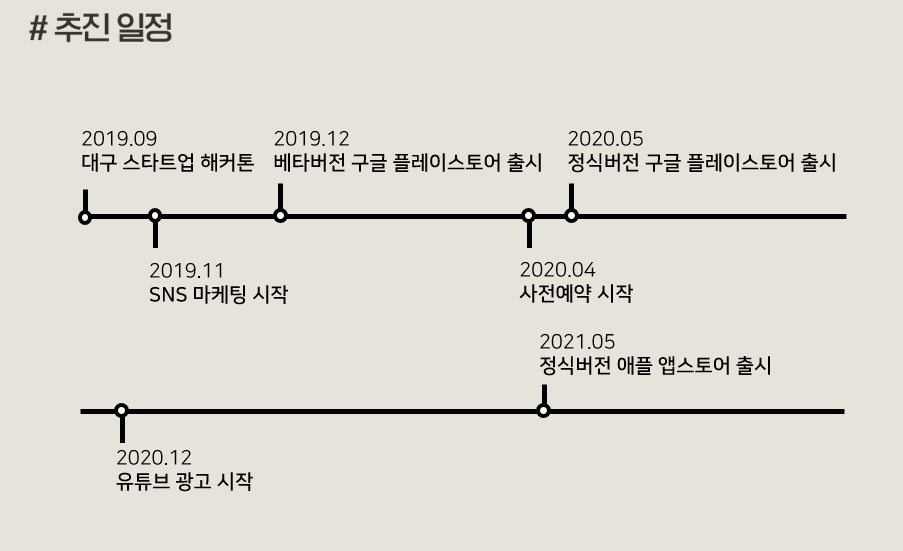 # 추진 일정
2019.09
대구 스타트업 해커톤
2019.11
SNS 마케팅 시작
2019.12
베타버전 구글 플레이스토어 출시
2020.04
사전예약 시작
2020.05
정식버전 구글 플레이스토어 출시
2020.12
유튜브 광고 시작
2021.05
정식버전 애플 앱스토어 출시